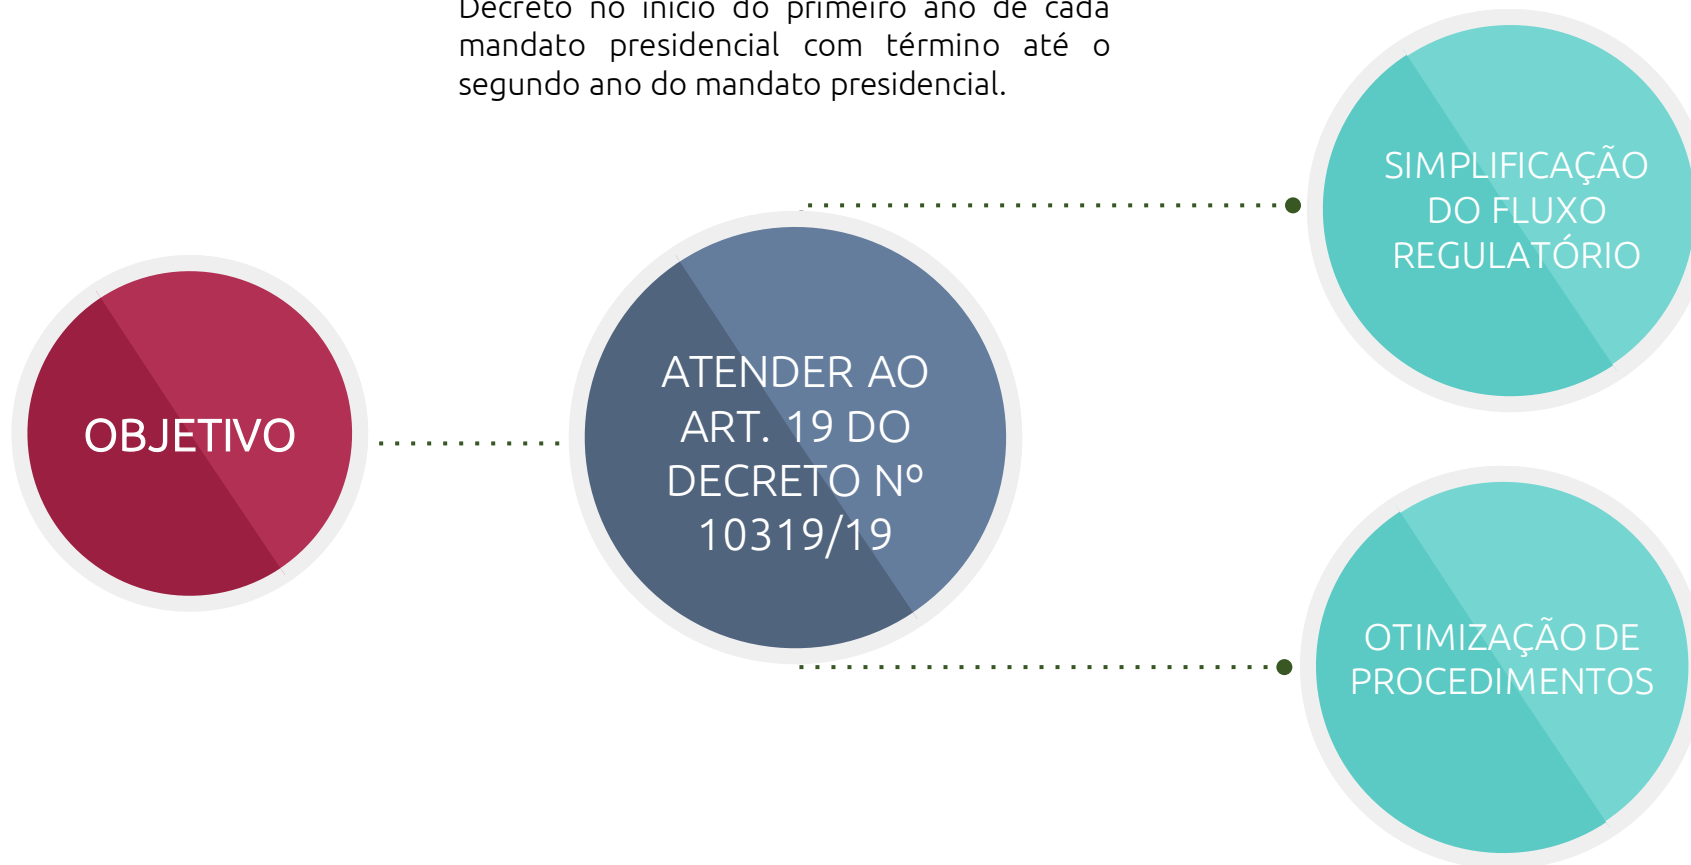 Decreto no início do primeiro ano de cada
mandato presidencial com término até o
segundo ano do mandato presidencial.
OBJETIVO
ATENDER AO
ART. 19 DO
DECRETO Nº
10319/19
SIMPLIFICAÇÃO
DO FLUXO
REGULATÓRIO
OTIMIZAÇÃO DE
PROCEDIMENTOS